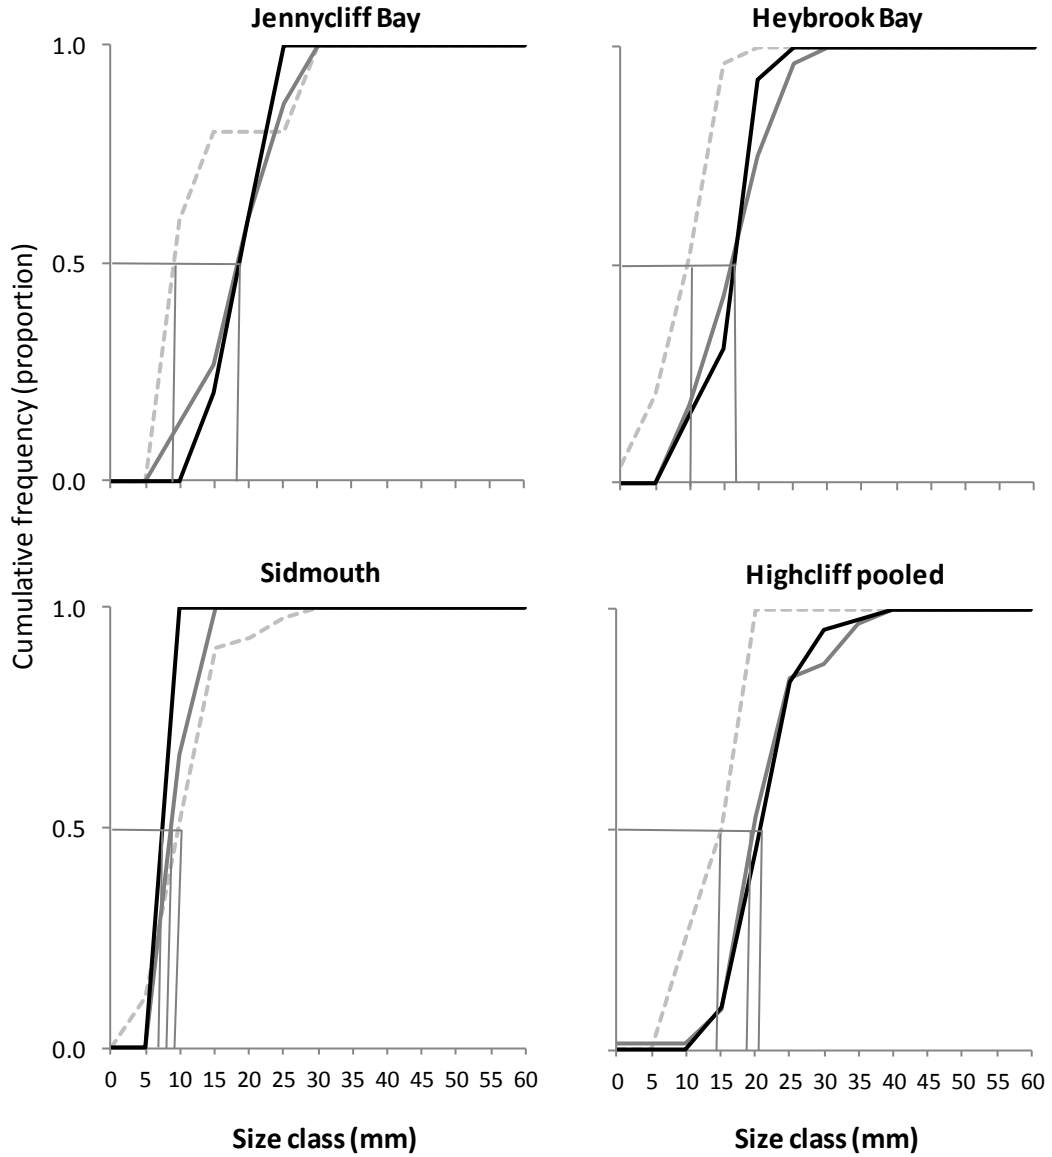 Jennycliff Bay
Heybrook Bay
1.0
0.5
0.0
Cumulative frequency (proportion)
Sidmouth
Highcliff pooled
1.0
0.5
0.0
0 5 10 15 20 25 30 35 40 45 50 55 60
0 5 10 15 20 25 30 35 40 45 50 55 60
Size class (mm)
Size class (mm)